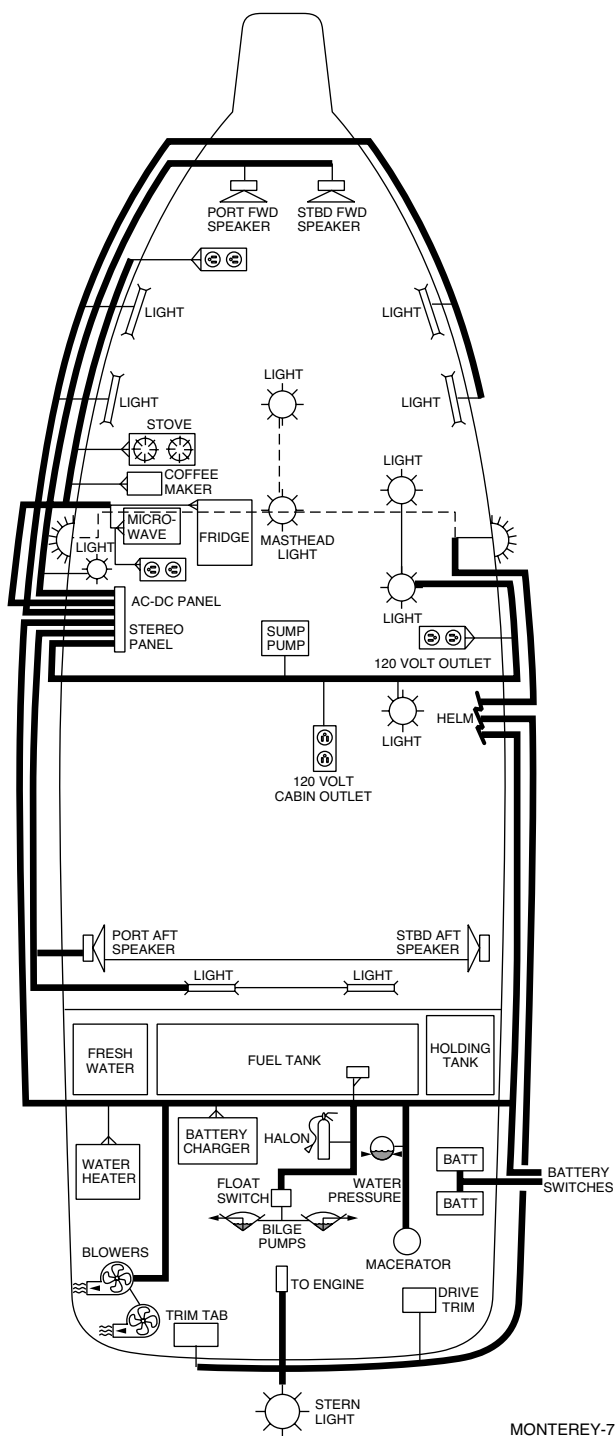 PORT FWD
SPEAKER
STBD FWD
SPEAKER
LIGHT
LIGHT
LIGHT
LIGHT
LIGHT
STOVE
LIGHT
COFFEE
MAKER
MICRO-
WAVE
FRIDGE
MASTHEAD
LIGHT
LIGHT
AC-DC PANEL
LIGHT
STEREO
PANEL
SUMP
PUMP
120 VOLT OUTLET
HELM
LIGHT
120 VOLT
CABIN OUTLET
PORT AFT
SPEAKER
STBD AFT
SPEAKER
LIGHT
LIGHT
FRESH
WATER
FUEL TANK
HOLDING
TANK
BATTERY
CHARGER
HALON
WATER
HEATER
FLOAT
SWITCH
WATER
PRESSURE
BATT
BATT
BATTERY
SWITCHES
BILGE
PUMPS
BLOWERS
MACERATOR
TO ENGINE
DRIVE
TRIM
TRIM TAB
STERN
LIGHT
MONTEREY-7